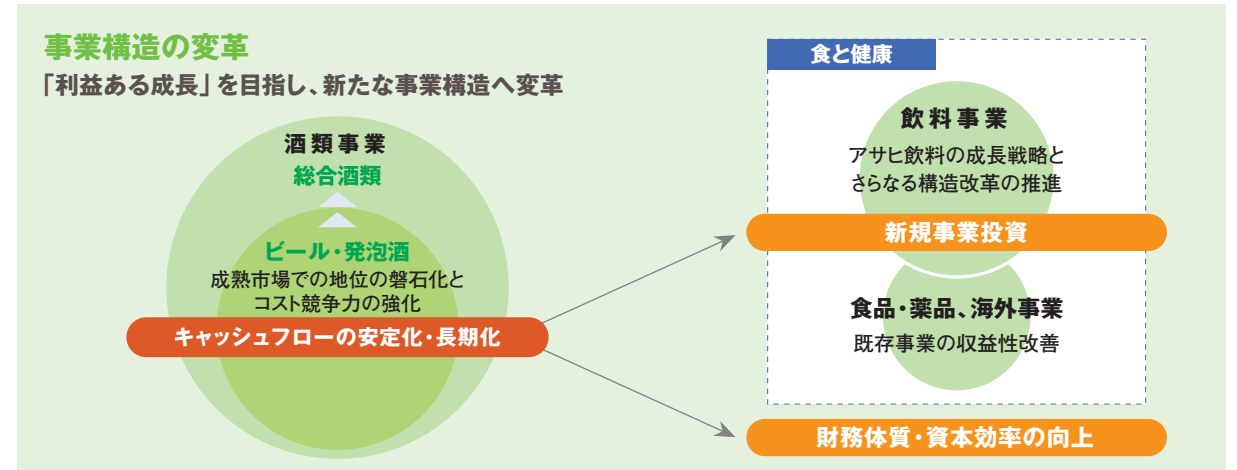 事業構造の変革
「利益ある成長」を目指し、新たな事業構造へ変革
酒類事業
総合酒類
ビール・発泡酒
成熟市場での地位の磐石化と
コスト競争力の強化
キャッシュフローの安定化・長期化
食と健康
飲料事業
アサヒ飲料の成長戦略と
さらなる構造改革の推進
新規事業投資
食品・薬品、海外事業
既存事業の収益性改善
財務体質・資本効率の向上